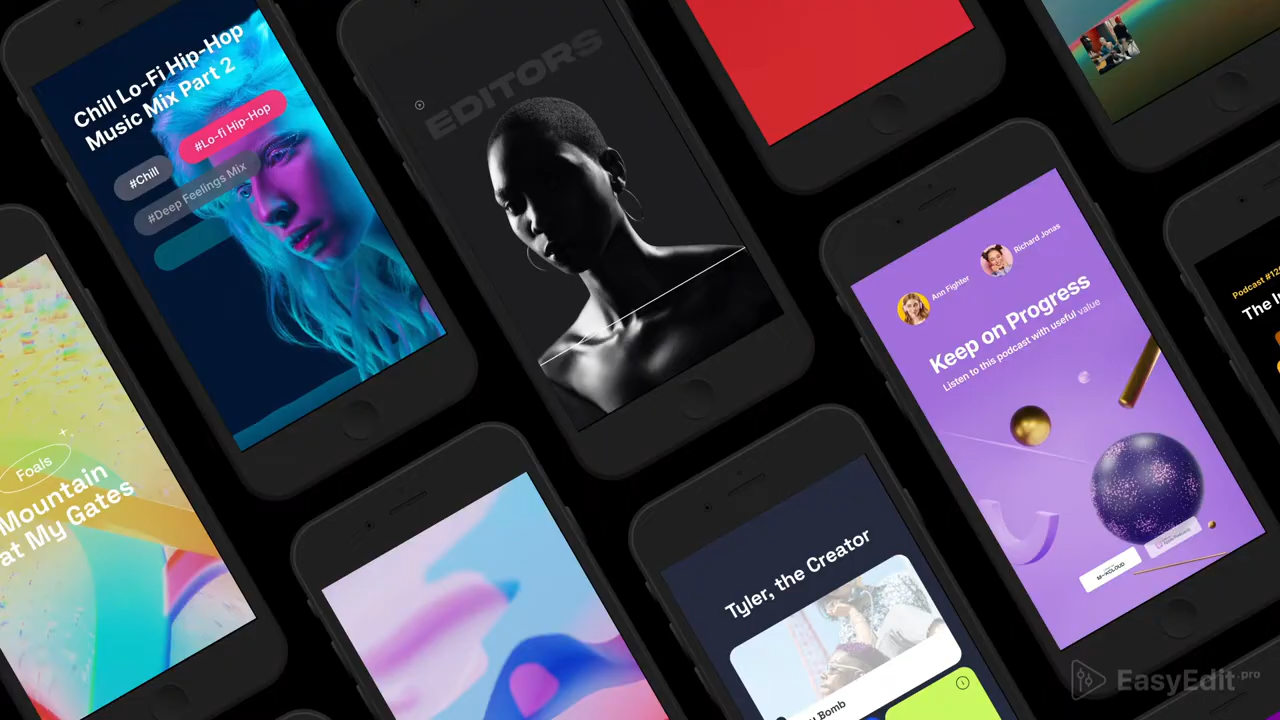 Chill Lo-Fi Hip-Hop
Music Mix Part 2
#Lo-fi Hip-Hop
#Chill
#Deep Feelings Mix
EDITORS
Ann Fighter
Richard Jonas
Keep on Progress
Listen to this podcast with useful value
Podcast #12
The
Foals
Mountain
at My Gates
Tyler, the Creator
Bomb
EasyEdit.pro